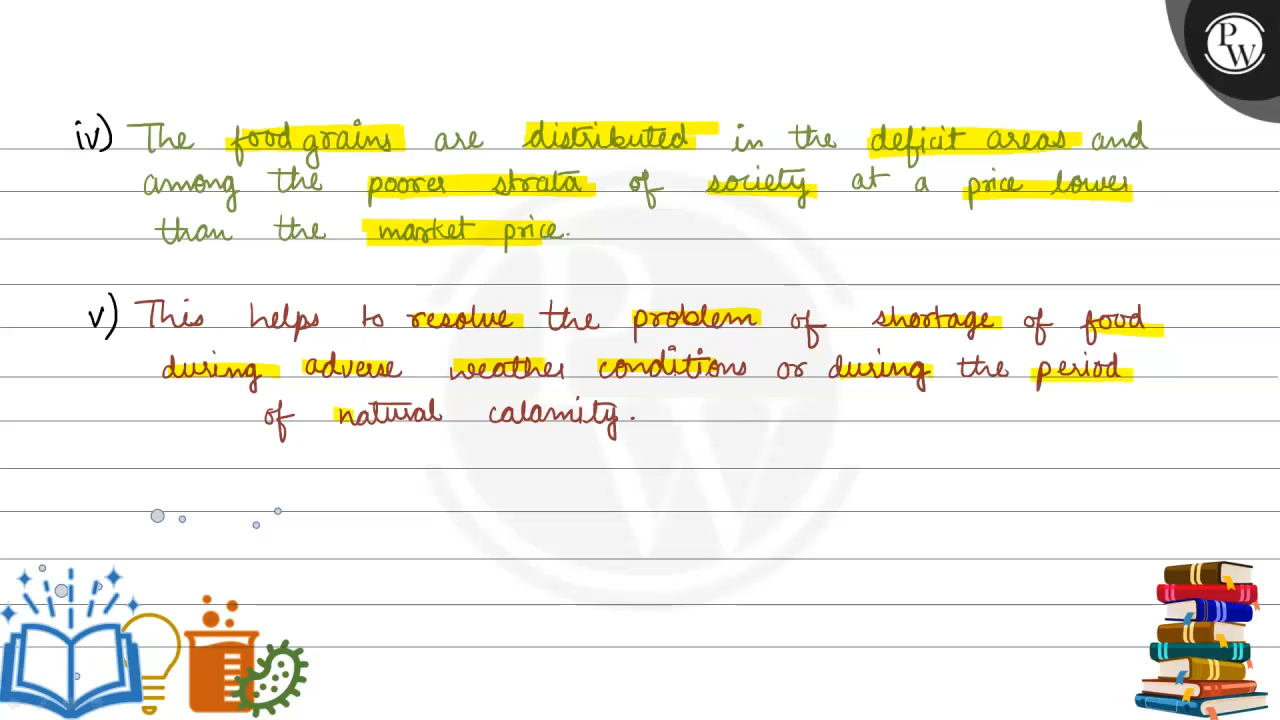 P
W
iv) The food grains are distributed in the deficit areas and
among the poorer strata of society at a price lower
than the market price.
v) This helps to resolve the problem of shortage of food
during adverse weather conditions or during the period
of natural calamity.
P
W